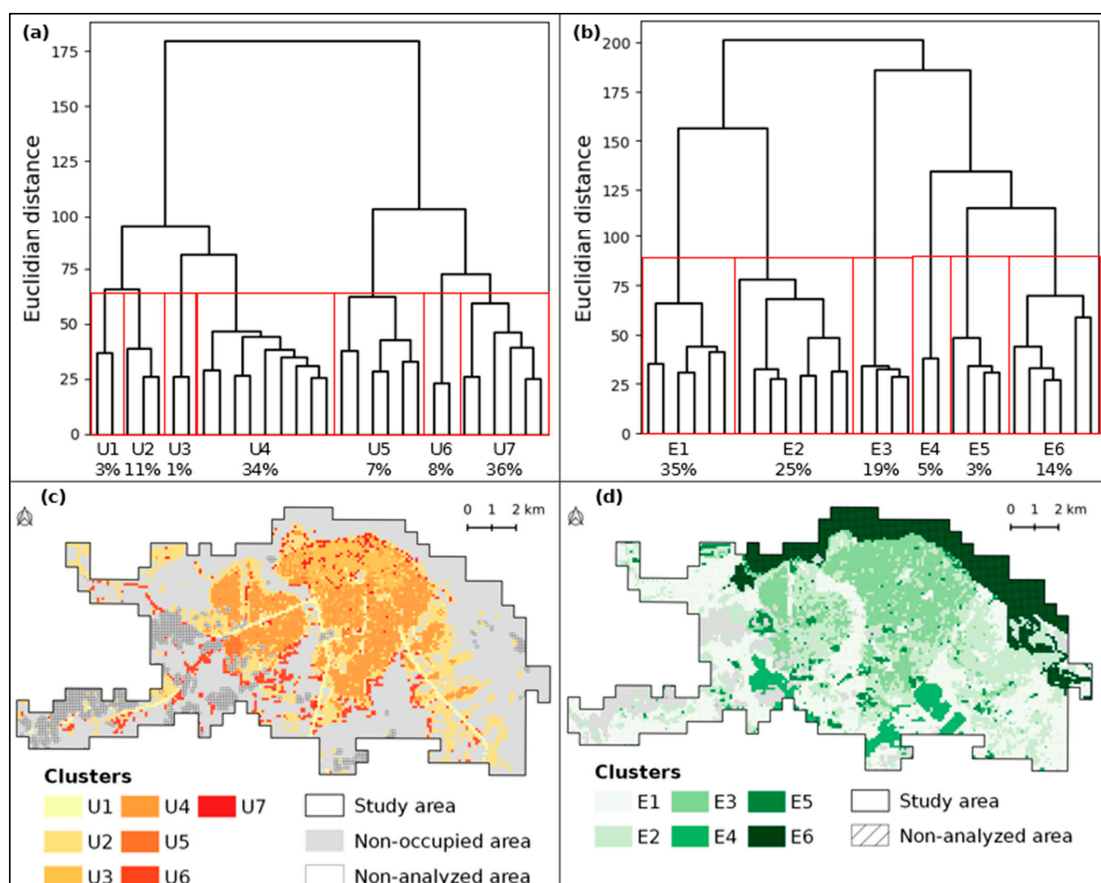 (a)
Euclidian distance
175
150
125
100
75
50
25
0
U1 U2 U3 U4 U5 U6 U7
3% 11% 1% 34% 7% 8% 36%
(b)
Euclidian distance
200
175
150
125
100
75
50
25
0
E1 E2 E3 E4 E5 E6
35% 25% 19% 5% 3% 14%
(c)
0 1 2 km
Clusters
U1 U4 U7 Study area
U2 U5 Non-occupied area
U3 U6 Non-analyzed area
(d)
0 1 2 km
Clusters
E1 E3 E5 Study area
E2 E4 E6 Non-analyzed area